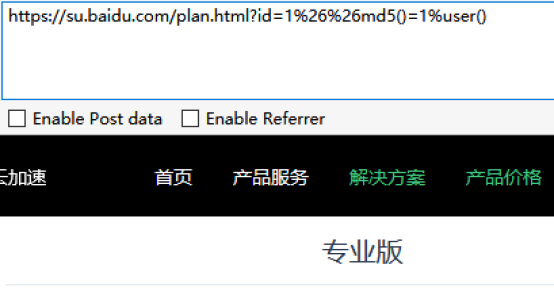 https://su.baidu.com/plan.html?id=1%26%26md5()=1%user()
Enable Post data Enable Referrer
云加速 首页 产品服务 解决方案 产品价格
专业版